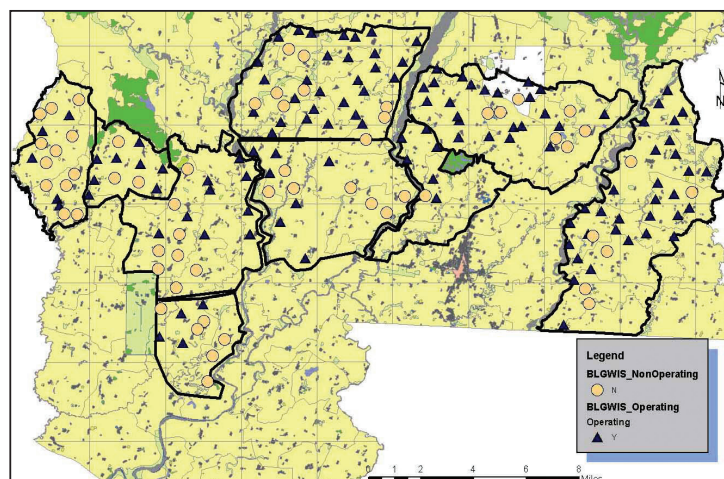 N
Legend
BLGWIS_NonOperating
N
BLGWIS_Operating
Operating
Y
0 1 2 4 6 8
Miles